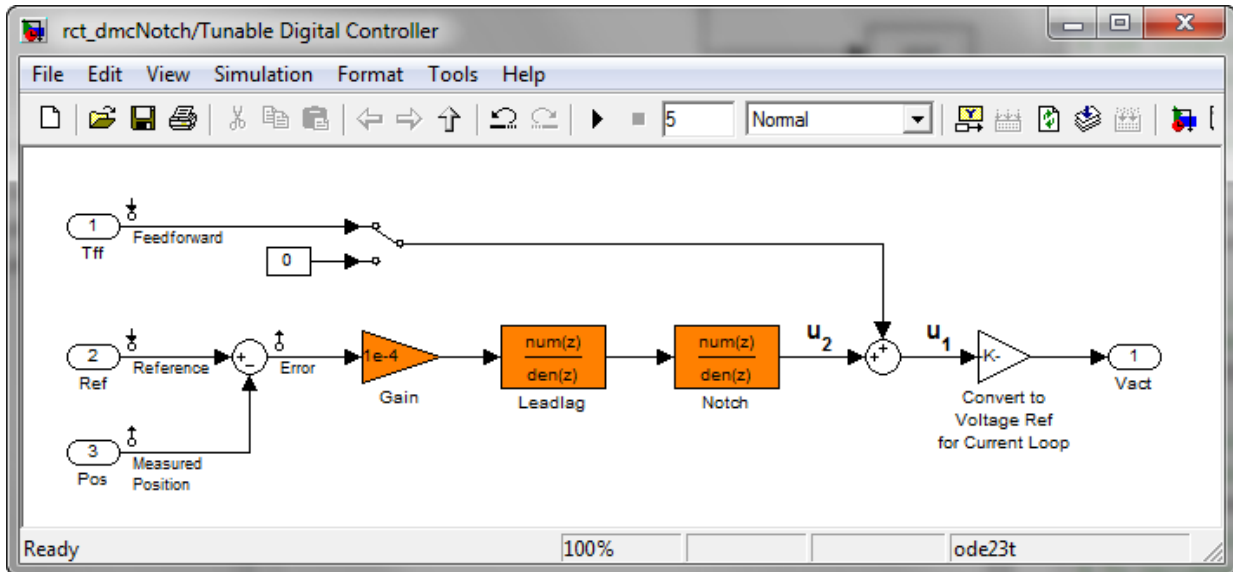 rct_dmcNotch/Tunable Digital Controller
File Edit View Simulation Format Tools Help
5 Normal
1
Tff
Feedforward
0
2
Ref
Reference
+
−
Error
1e-4
Gain
num(z)
den(z)
Leadlag
num(z)
den(z)
Notch
u2
+
+
u1
-K-
Convert to
Voltage Ref
for Current Loop
1
Vact
3
Pos
Measured
Position
Ready 100% ode23t